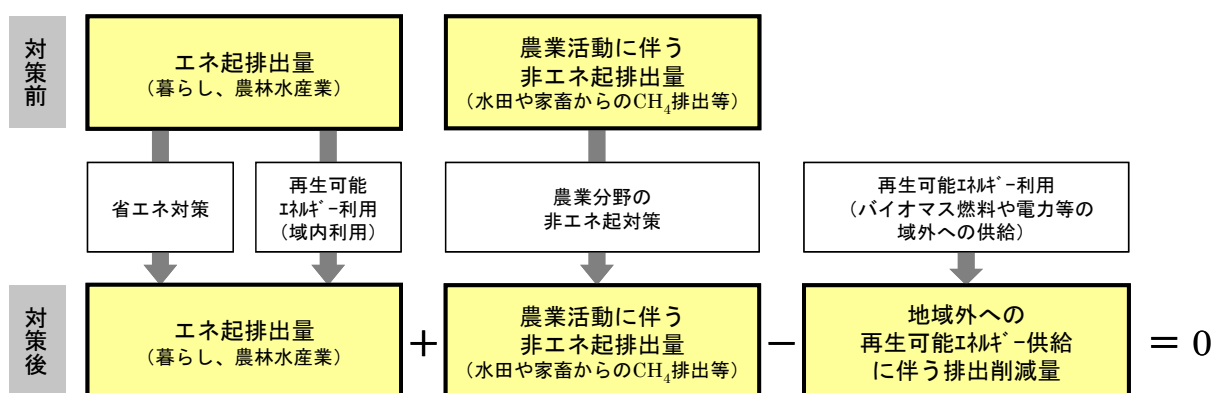 対策前
エネ起排出量
（暮らし、農林水産業）
農業活動に伴う
非エネ起排出量
（水田や家畜からのCH₄排出等）
省エネ対策
再生可能
ｴﾈﾙｷﾞｰ利用
（域内利用）
農業分野の
非エネ起対策
再生可能ｴﾈﾙｷﾞｰ利用
（バイオマス燃料や電力等の
域外への供給）
対策後
エネ起排出量
（暮らし、農林水産業）
＋
農業活動に伴う
非エネ起排出量
（水田や家畜からのCH₄排出等）
－
地域外への
再生可能ｴﾈﾙｷﾞｰ供給
に伴う排出削減量
＝ 0